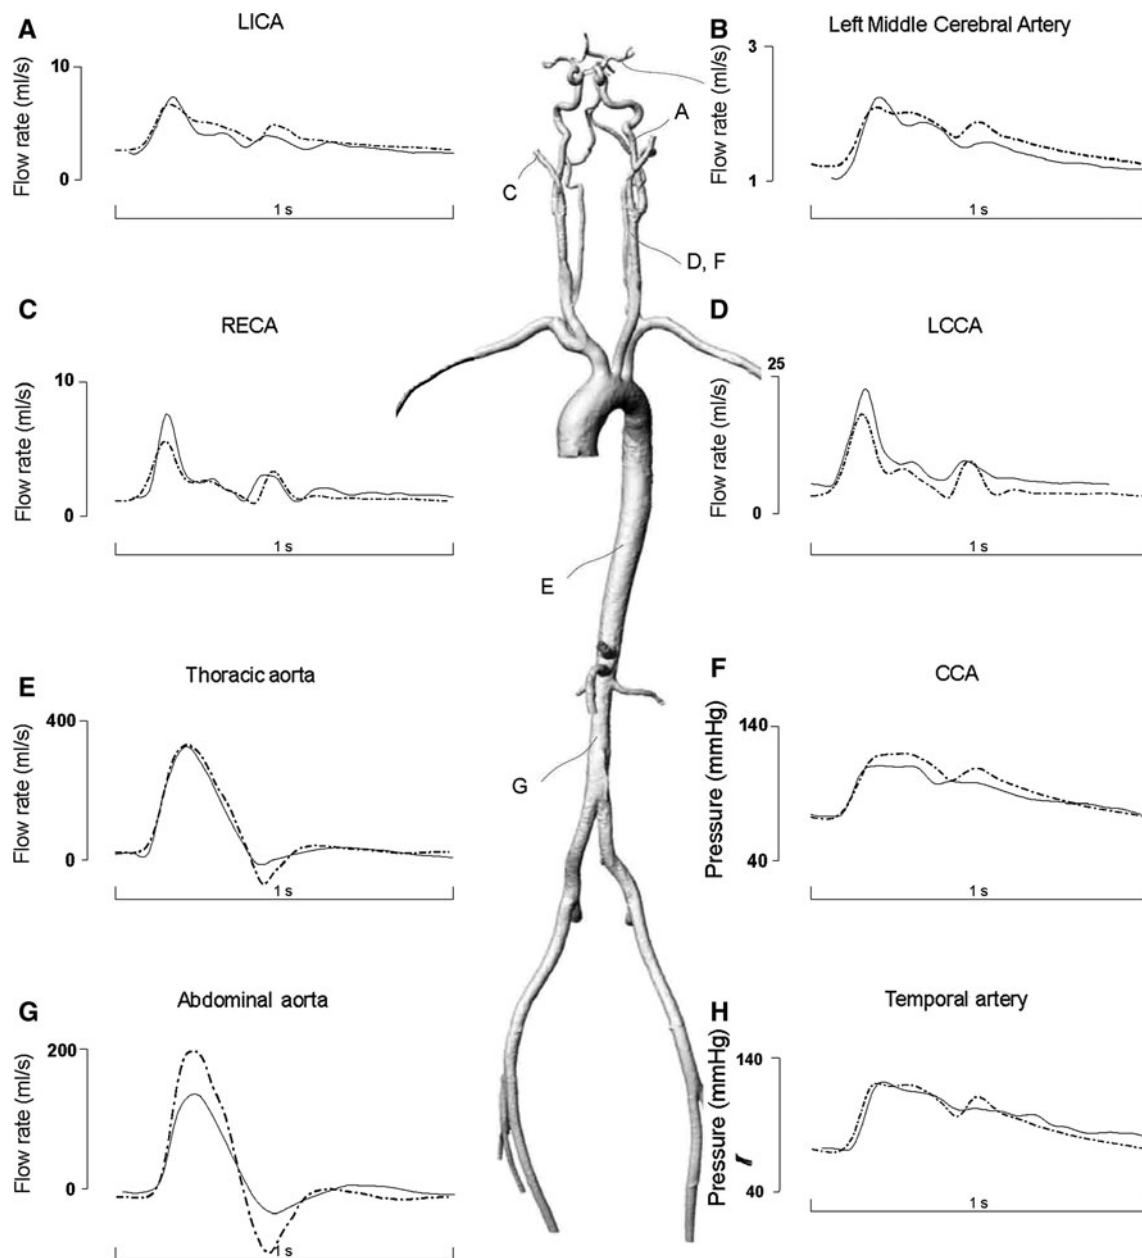 A
LICA
10
Flow rate (ml/s)
0
1 s
B
Left Middle Cerebral Artery
3
Flow rate (ml/s)
1
1 s
A
C
D, F
C
RECA
10
Flow rate (ml/s)
0
1 s
D
LCCA
25
Flow rate (ml/s)
0
1 s
E
E
Thoracic aorta
400
Flow rate (ml/s)
0
1 s
F
CCA
140
Pressure (mmHg)
40
1 s
G
G
Abdominal aorta
200
Flow rate (ml/s)
0
1 s
H
Temporal artery
140
Pressure (mmHg)
40
1 s